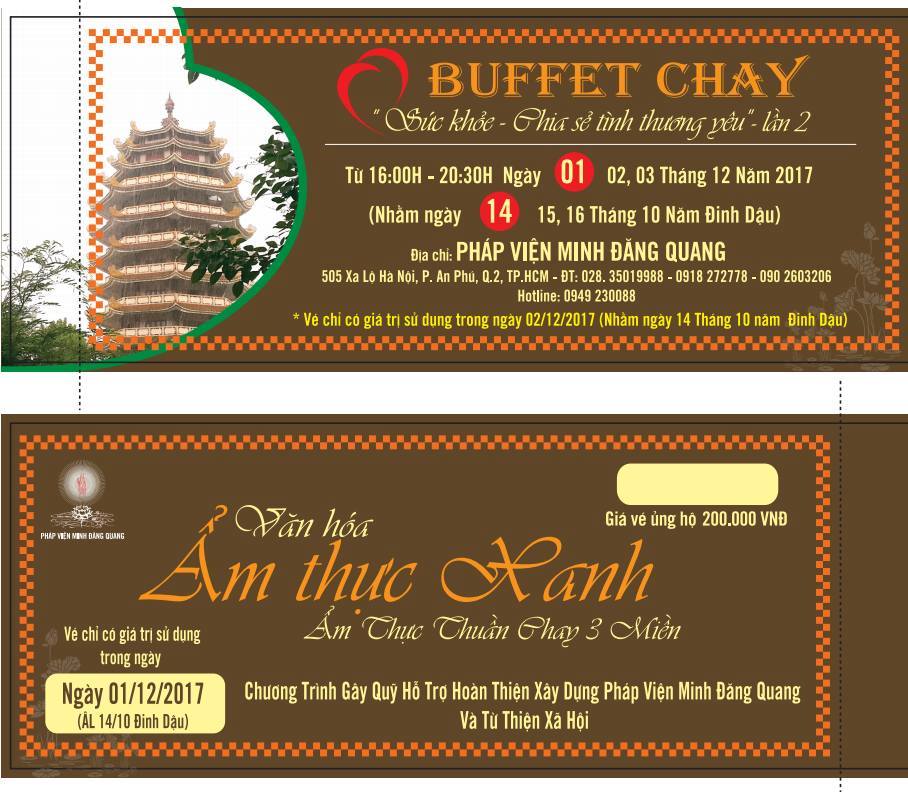 BUFFET CHAY
"Sức khỏe - Chia sẻ tình thương yêu" - lần 2
Từ 16:00H - 20:30H Ngày 01 02, 03 Tháng 12 Năm 2017
(Nhằm ngày 14 15, 16 Tháng 10 Năm Đinh Dậu)
Địa chỉ: PHÁP VIỆN MINH ĐĂNG QUANG
505 Xa Lộ Hà Nội, P. An Phú, Q.2, TP.HCM - ĐT: 028. 35019988 - 0918 272778 - 090 2603206
Hotline: 0949 230088
* Vé chỉ có giá trị sử dụng trong ngày 02/12/2017 (Nhằm ngày 14 Tháng 10 năm Đinh Dậu)
PHÁP VIỆN MINH ĐĂNG QUANG
Giá vé ủng hộ 200.000 VNĐ
Văn hóa
Ẩm thực Xanh
Ẩm Thực Thuần Chay 3 Miền
Vé chỉ có giá trị sử dụng
trong ngày
Ngày 01/12/2017
(ÂL 14/10 Đinh Dậu)
Chương Trình Gây Quỹ Hỗ Trợ Hoàn Thiện Xây Dựng Pháp Viện Minh Đăng Quang
Và Từ Thiện Xã Hội